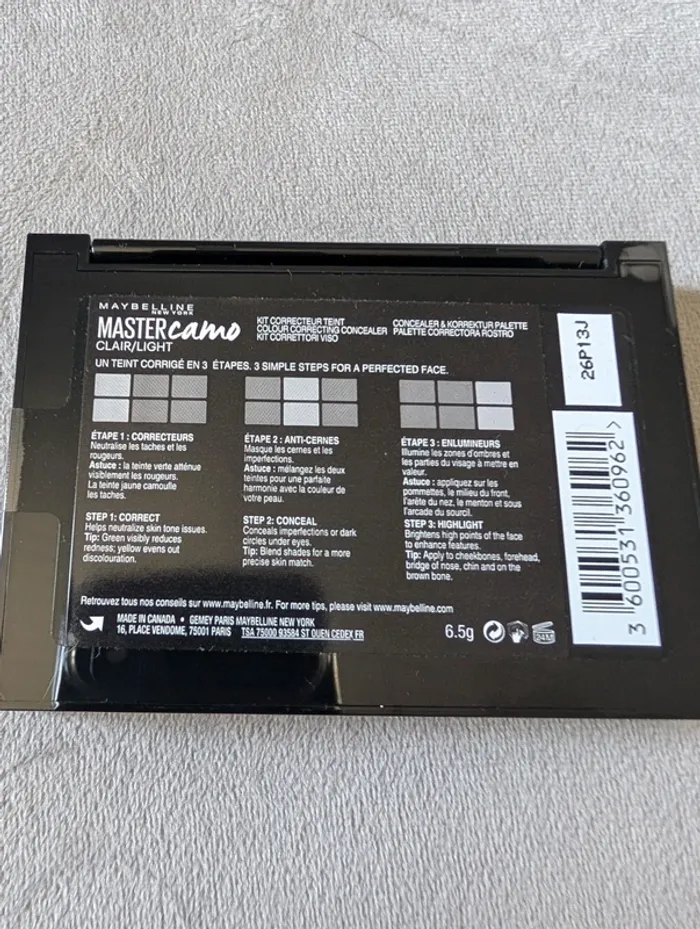 MAYBELLINE
NEW YORK
MASTER camo
CLAIR/LIGHT
KIT CORRECTEUR TEINT
COLOUR CORRECTING CONCEALER
KIT CORRETTORI VISO
CONCEALER & KORREKTUR PALETTE
PALETTE CORRECTORA ROSTRO
UN TEINT CORRIGÉ EN 3 ÉTAPES. 3 SIMPLE STEPS FOR A PERFECTED FACE.
ÉTAPE 1 : CORRECTEURS
Neutralise les taches et les
rougeurs.
Astuce : la teinte verte atténue
visiblement les rougeurs.
La teinte jaune camoufle
les taches.
STEP 1: CORRECT
Helps neutralize skin tone issues.
Tip: Green visibly reduces
redness; yellow evens out
discolouration.
ÉTAPE 2 : ANTI-CERNES
Masque les cernes et les
imperfections.
Astuce : mélangez les deux
teintes pour une parfaite
harmonie avec la couleur de
votre peau.
STEP 2: CONCEAL
Conceals imperfections or dark
circles under eyes.
Tip: Blend shades for a more
precise skin match.
ÉTAPE 3 : ENLUMINEURS
Illumine les zones d'ombres et
les parties du visage à mettre en
valeur.
Astuce : appliquez sur les
pommettes, le milieu du front,
l'arête du nez, le menton et sous
l'arcade du sourcil.
STEP 3: HIGHLIGHT
Brightens high points of the face
to enhance features.
Tip: Apply to cheekbones, forehead,
bridge of nose, chin and on the
brown bone.
Retrouvez tous nos conseils sur www.maybelline.fr. For more tips, please visit www.maybelline.com
MADE IN CANADA • GEMEY PARIS MAYBELLINE NEW YORK
16, PLACE VENDOME, 75001 PARIS TSA 75000 93584 ST OUEN CEDEX FR
6.5g
24M
26P13J
3 600531 360962 >